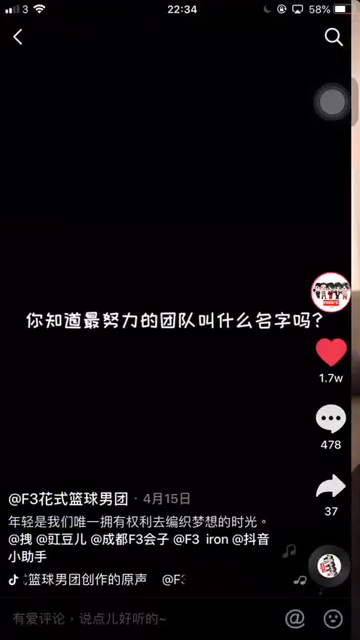 3
22:34
58%
你知道最努力的团队叫什么名字吗?
1.7w
478
37
@F3花式篮球男团 · 4月15日
年轻是我们唯一拥有权利去编织梦想的时光。
@拽 @豇豆儿 @成都F3会子 @F3 iron @抖音
小助手
篮球男团创作的原声 @F3
有爱评论，说点儿好听的~